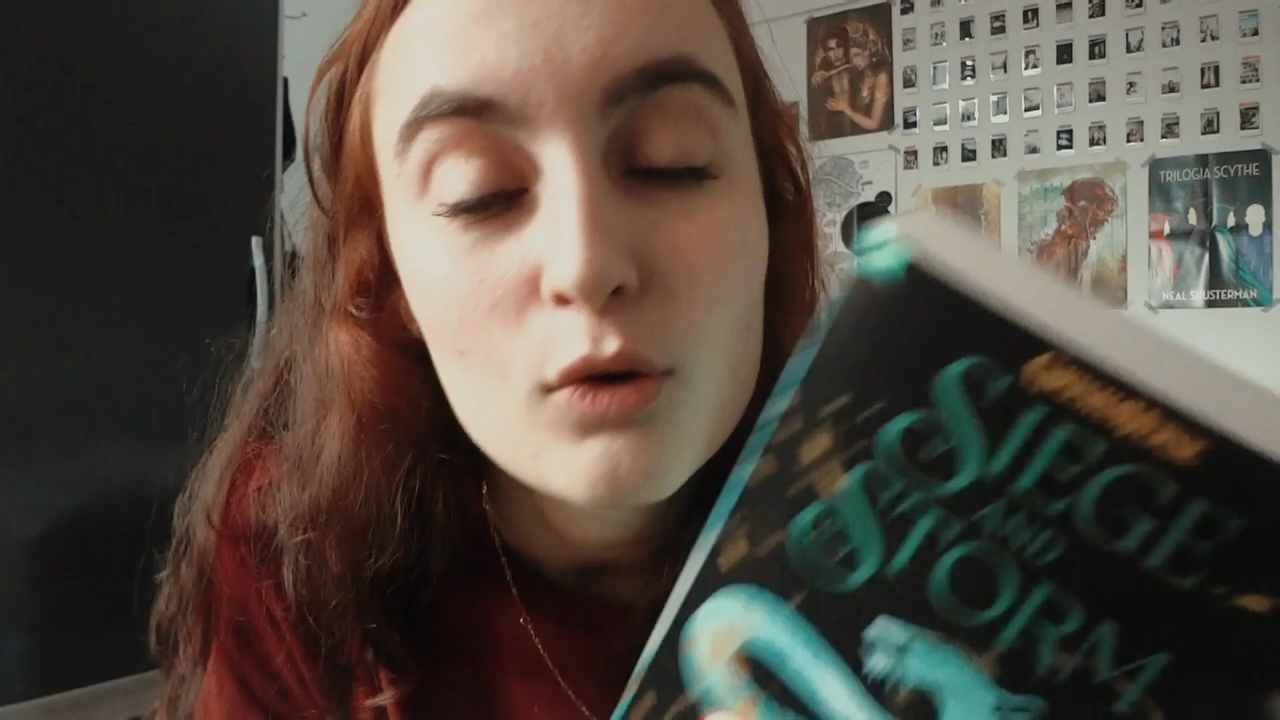 TRILOGIA SCYTHE
NEAL SHUSTERMAN
SIEGE
AND
STORM